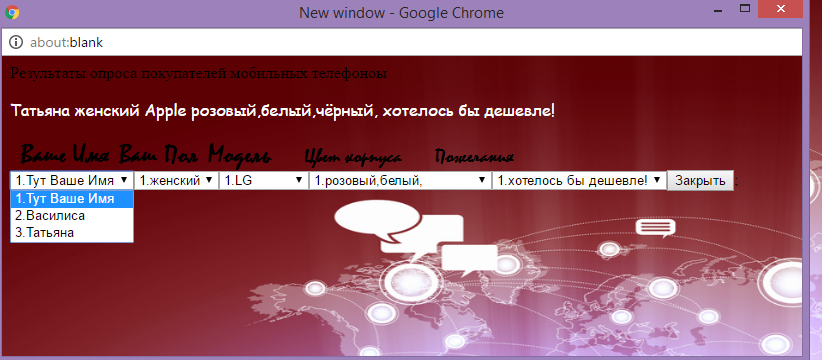 New window - Google Chrome
about:blank
Результаты опроса покупателей мобильных телефоноы
Татьяна женский Apple розовый,белый,чёрный, хотелось бы дешевле!
Ваше Имя Ваш Пол Модель Цвет корпуса Пожелания
1.Тут Ваше Имя 1.женский 1.LG 1.розовый,белый, 1.хотелось бы дешевле! Закрыть .
1.Тут Ваше Имя
2.Василиса
3.Татьяна